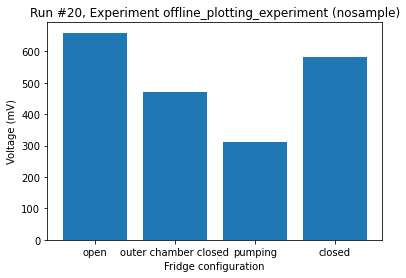 Run #20, Experiment offline_plotting_experiment (nosample)
Voltage (mV)
600
500
400
300
200
100
0
open outer chamber closed pumping closed
Fridge configuration